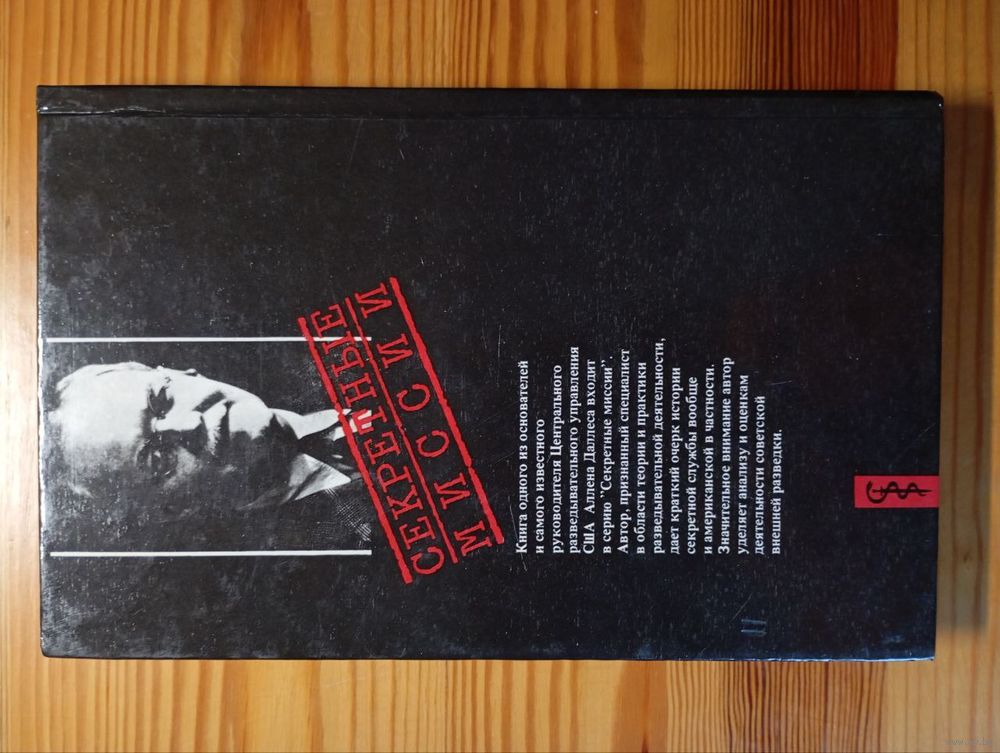 СЕКРЕТНЫЕ
МИССИИ
Книга одного из основателей
и самого известного
руководителя Центрального
разведывательного управления
США Аллена Даллеса входит
в серию "Секретные миссии".
Автор, признанный специалист
в области теории и практики
разведывательной деятельности,
дает краткий очерк истории
секретной службы вообще
и американской в частности.
Значительное внимание автор
уделяет анализу и оценкам
деятельности советской
внешней разведки.